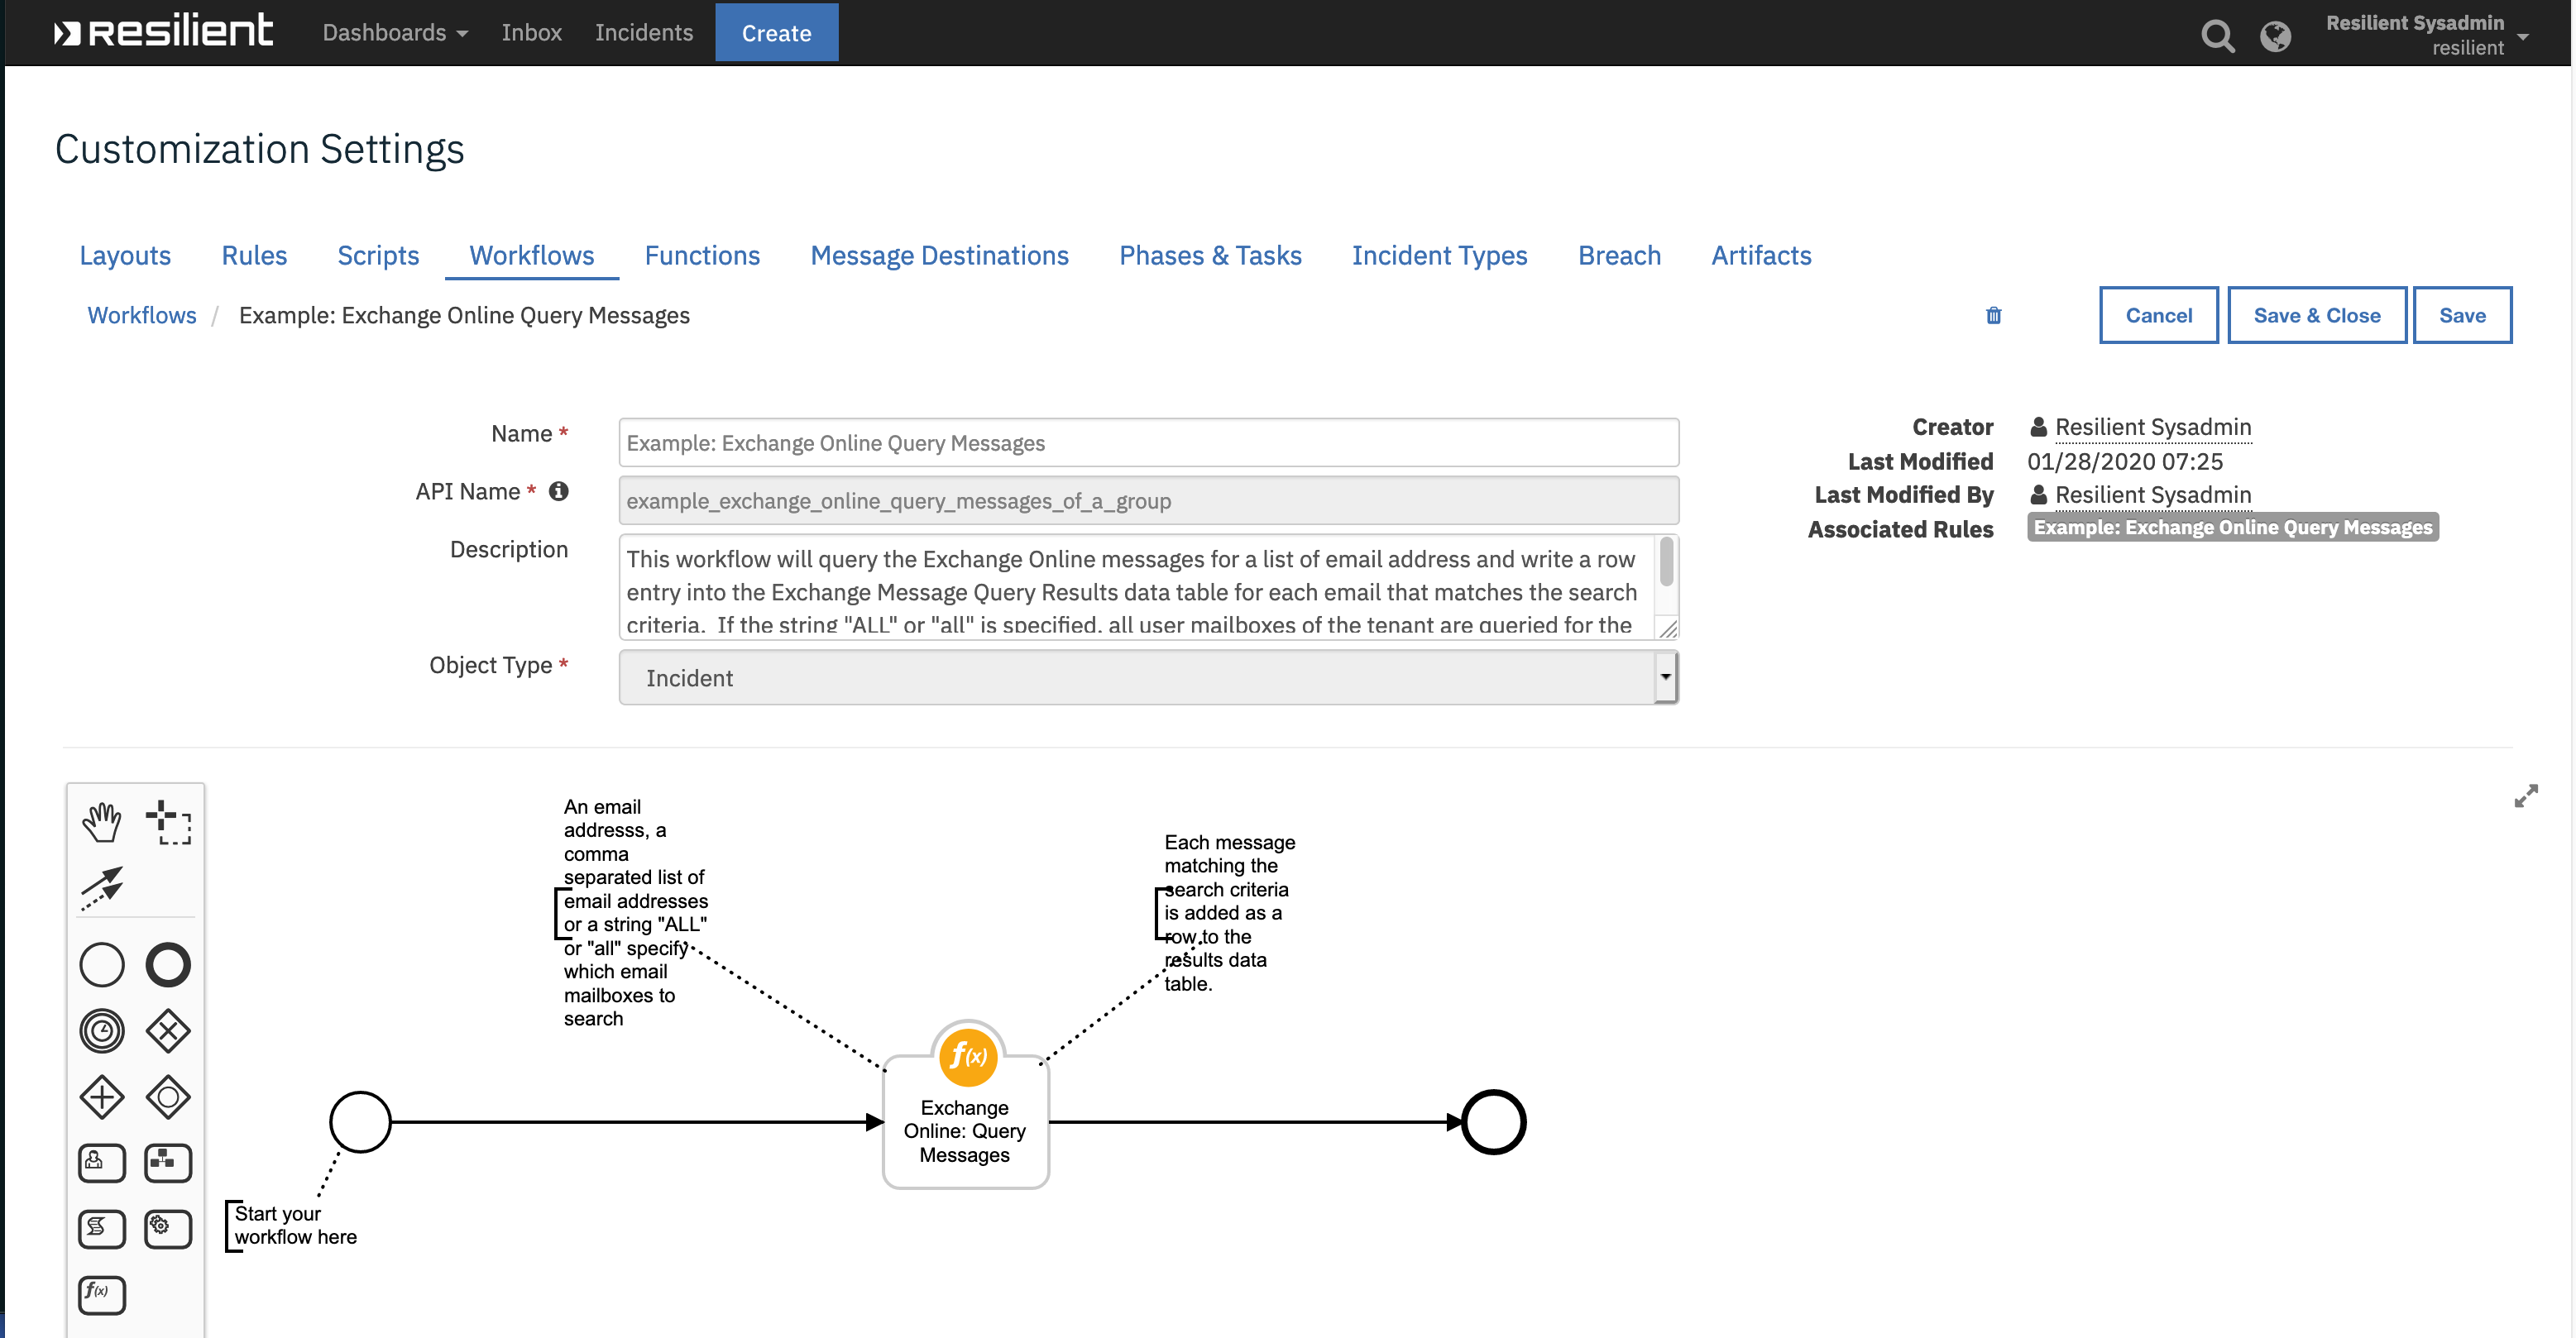 resilient
Dashboards
Inbox
Incidents
Create
Resilient Sysadmin
resilient
Customization Settings
Layouts
Rules
Scripts
Workflows
Functions
Message Destinations
Phases & Tasks
Incident Types
Breach
Artifacts
Workflows / Example: Exchange Online Query Messages
Cancel
Save & Close
Save
Name *
Example: Exchange Online Query Messages
API Name *
example_exchange_online_query_messages_of_a_group
Description
This workflow will query the Exchange Online messages for a list of email address and write a row
entry into the Exchange Message Query Results data table for each email that matches the search
criteria.  If the string "ALL" or "all" is specified, all user mailboxes of the tenant are queried for the
Object Type *
Incident
Creator
Resilient Sysadmin
Last Modified
01/28/2020 07:25
Last Modified By
Resilient Sysadmin
Associated Rules
Example: Exchange Online Query Messages
An email
addresss, a
comma
separated list of
email addresses
or a string "ALL"
or "all" specify
which email
mailboxes to
search
Each message
matching the
search criteria
is added as a
row to the
results data
table.
f(x)
Exchange
Online: Query
Messages
Start your
workflow here
f(x)